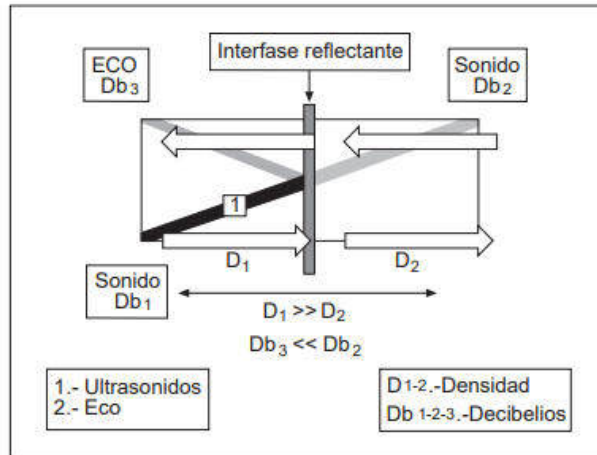 Interfase reflectante
ECO
Db3
Sonido
Db2
1
D1
D2
Sonido
Db1
D1 >> D2
Db3 << Db2
1.- Ultrasonidos
2.- Eco
D1-2.-Densidad
Db 1-2-3.-Decibelios